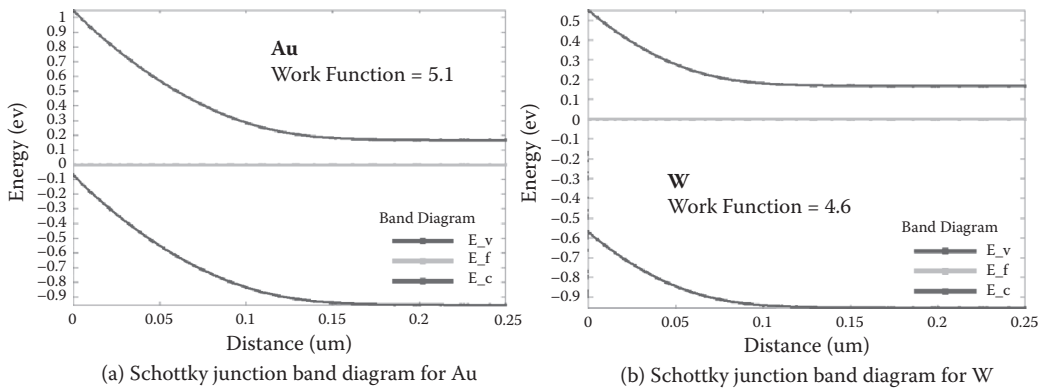 1
0.9
0.8
0.7
0.6
0.5
0.4
0.3
0.2
0.1
0
−0.1
−0.2
−0.3
−0.4
−0.5
−0.6
−0.7
−0.8
−0.9
Energy (ev)
Au
Work Function = 5.1
Band Diagram
E_v
E_f
E_c
0 0.05 0.1 0.15 0.2 0.25
Distance (um)
(a) Schottky junction band diagram for Au
0.5
0.4
0.3
0.2
0.1
0
−0.1
−0.2
−0.3
−0.4
−0.5
−0.6
−0.7
−0.8
−0.9
Energy (ev)
W
Work Function = 4.6
Band Diagram
E_v
E_f
E_c
0 0.05 0.1 0.15 0.2 0.25
Distance (um)
(b) Schottky junction band diagram for W